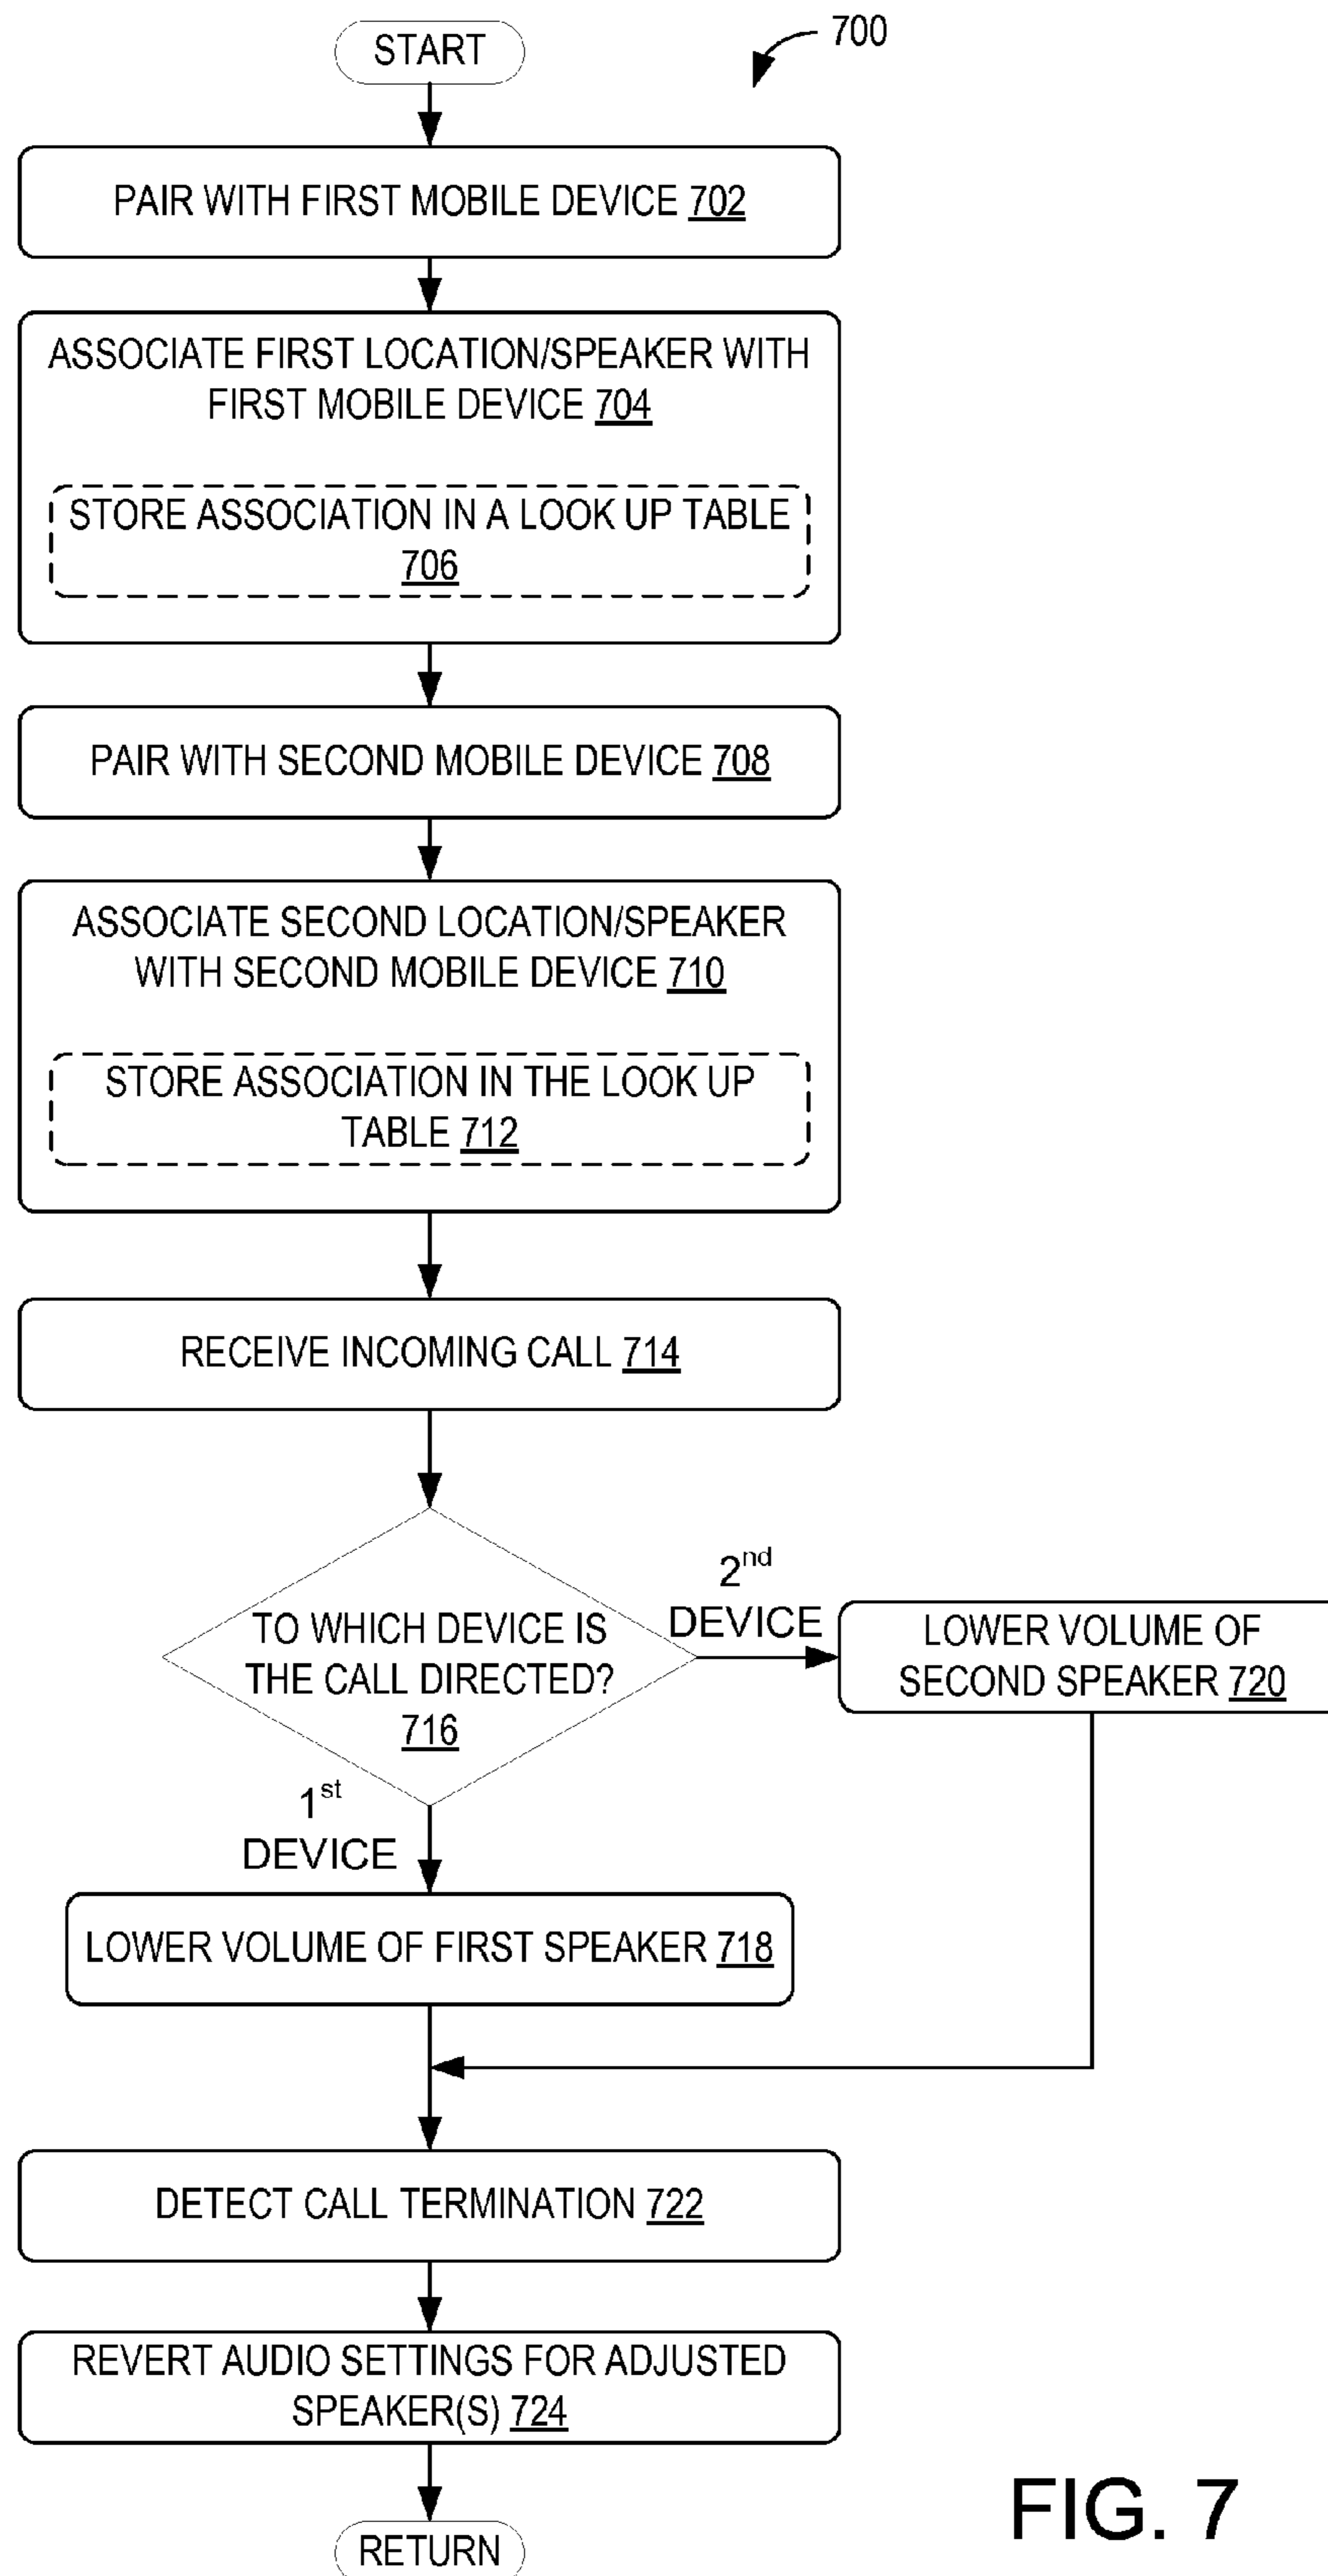 START
700
PAIR WITH FIRST MOBILE DEVICE 702
ASSOCIATE FIRST LOCATION/SPEAKER WITH
FIRST MOBILE DEVICE 704
STORE ASSOCIATION IN A LOOK UP TABLE
706
PAIR WITH SECOND MOBILE DEVICE 708
ASSOCIATE SECOND LOCATION/SPEAKER
WITH SECOND MOBILE DEVICE 710
STORE ASSOCIATION IN THE LOOK UP
TABLE 712
RECEIVE INCOMING CALL 714
TO WHICH DEVICE IS
THE CALL DIRECTED?
716
2nd
DEVICE
LOWER VOLUME OF
SECOND SPEAKER 720
1st
DEVICE
LOWER VOLUME OF FIRST SPEAKER 718
DETECT CALL TERMINATION 722
REVERT AUDIO SETTINGS FOR ADJUSTED
SPEAKER(S) 724
RETURN
FIG. 7